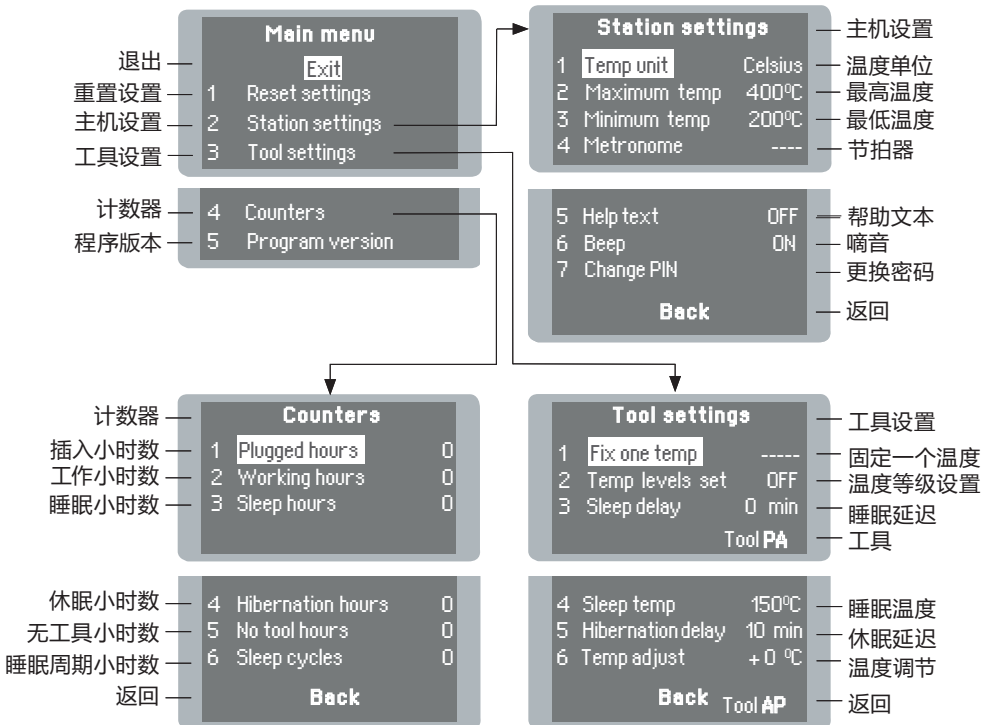 Main menu
退出
Exit
重置设置
1 Reset settings
主机设置
2 Station settings
工具设置
3 Tool settings
计数器
4 Counters
程序版本
5 Program version
Station settings
主机设置
1 Temp unit Celsius
温度单位
2 Maximum temp 400ºC
最高温度
3 Minimum temp 200ºC
最低温度
4 Metronome ----
节拍器
5 Help text OFF
帮助文本
6 Beep ON
嘀音
7 Change PIN
更换密码
Back
返回
计数器
Counters
插入小时数
1 Plugged hours 0
工作小时数
2 Working hours 0
睡眠小时数
3 Sleep hours 0
休眠小时数
4 Hibernation hours 0
无工具小时数
5 No tool hours 0
睡眠周期小时数
6 Sleep cycles 0
返回
Back
Tool settings
工具设置
1 Fix one temp -----
固定一个温度
2 Temp levels set OFF
温度等级设置
3 Sleep delay 0 min
睡眠延迟
Tool PA
工具
4 Sleep temp 150ºC
睡眠温度
5 Hibernation delay 10 min
休眠延迟
6 Temp adjust +0 ºC
温度调节
Back
Tool AP
返回